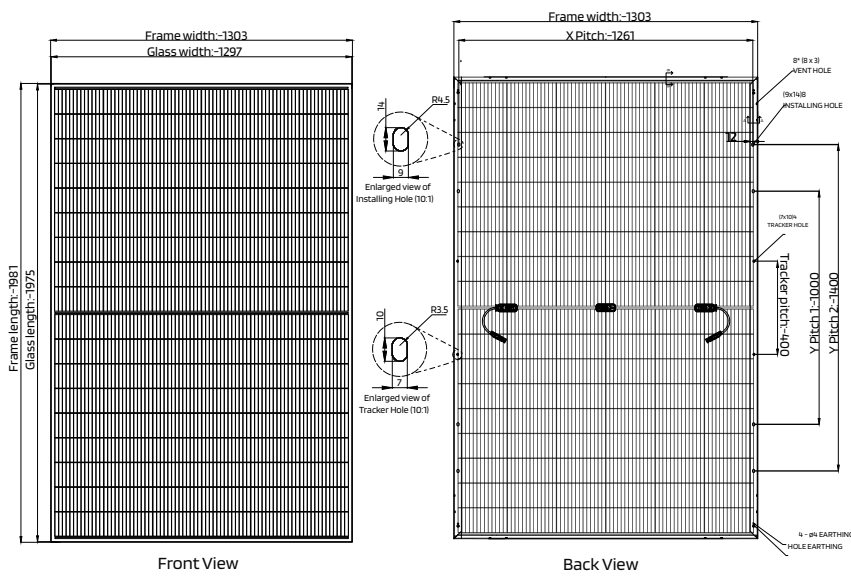 Frame width:-1303
Glass width:-1297
Frame length:-1981
Glass length:-1975
Front View
14
R4.5
9
Enlarged view of
Installing Hole (10:1)
10
R3.5
7
Enlarged view of
Tracker Hole (10:1)
Frame width:-1303
X Pitch:-1261
8* (8 x 3)
VENT HOLE
(9x14)8
INSTALLING HOLE
12
(7x10)4
TRACKER HOLE
Tracker pitch:-400
Y Pitch 1:-1000
Y Pitch 2:-1400
4 - ø4 EARTHING
HOLE EARTHING
Back View